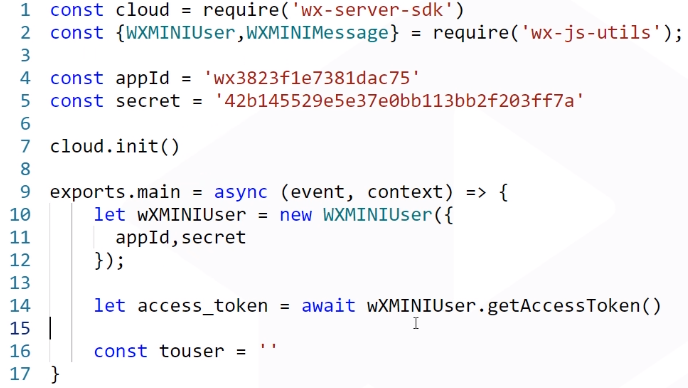 1 const cloud = require('wx-server-sdk')
2 const {WXMINIUser,WXMINIMessage} = require('wx-js-utils');
3
4 const appId = 'wx3823f1e7381dac75'
5 const secret = '42b145529e5e37e0bb113bb2f203ff7a'
6
7 cloud.init()
8
9 exports.main = async (event, context) => {
10 let wXMINIUser = new WXMINIUser({
11 appId,secret
12 });
13
14 let access_token = await wXMINIUser.getAccessToken()
15
16 const touser = ''
17 }